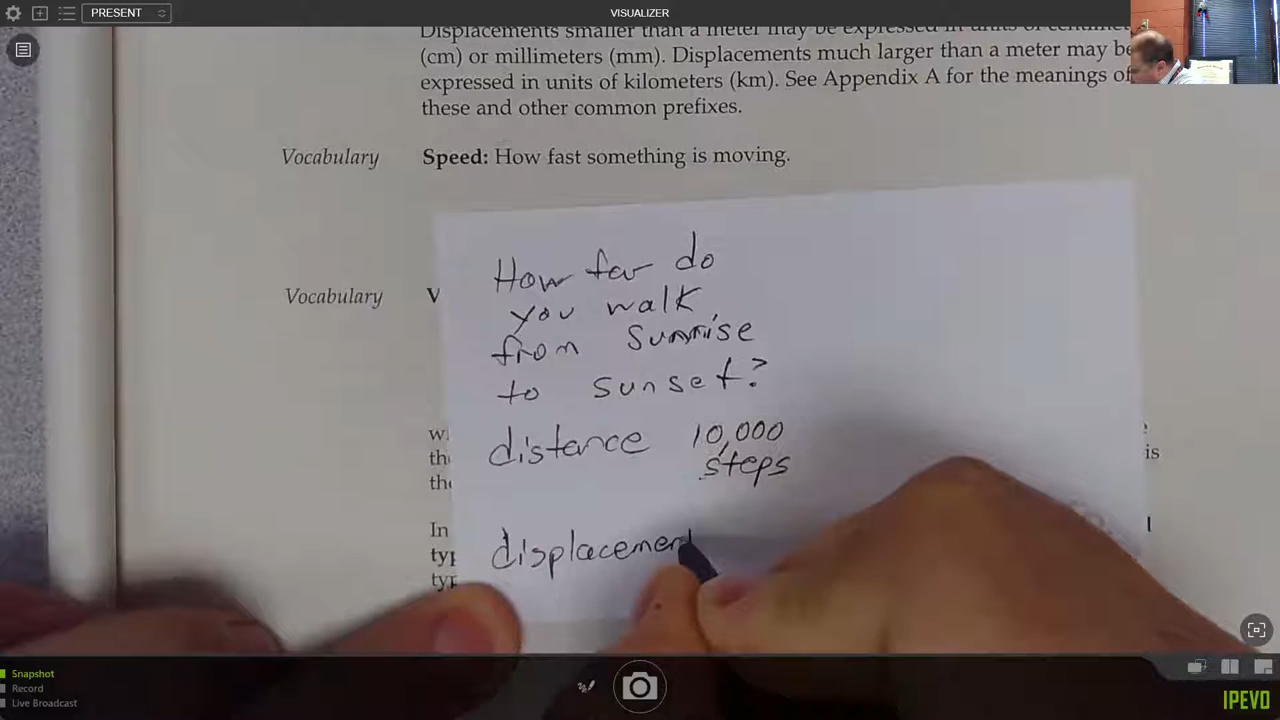 PRESENT
VISUALIZER
Displacements smaller than a meter may be expressed in units of
(cm) or millimeters (mm). Displacements much larger than a meter may be
expressed in units of kilometers (km). See Appendix A for the meanings of
these and other common prefixes.
Vocabulary Speed: How fast something is moving.
How far do
Vocabulary V you walk
from sunrise
to sunset?
distance 10,000
steps
is
In
displacement
Snapshot
Record
Live Broadcast
IPEVO